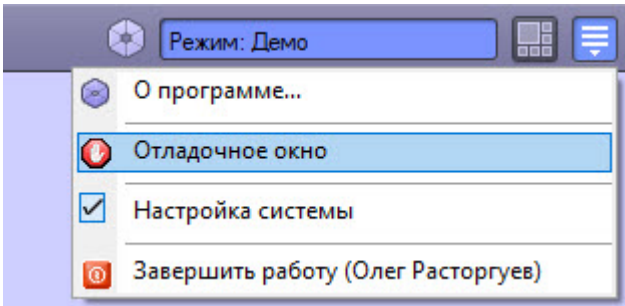 Режим: Демо
О программе...
Отладочное окно
Настройка системы
Завершить работу (Олег Расторгуев)